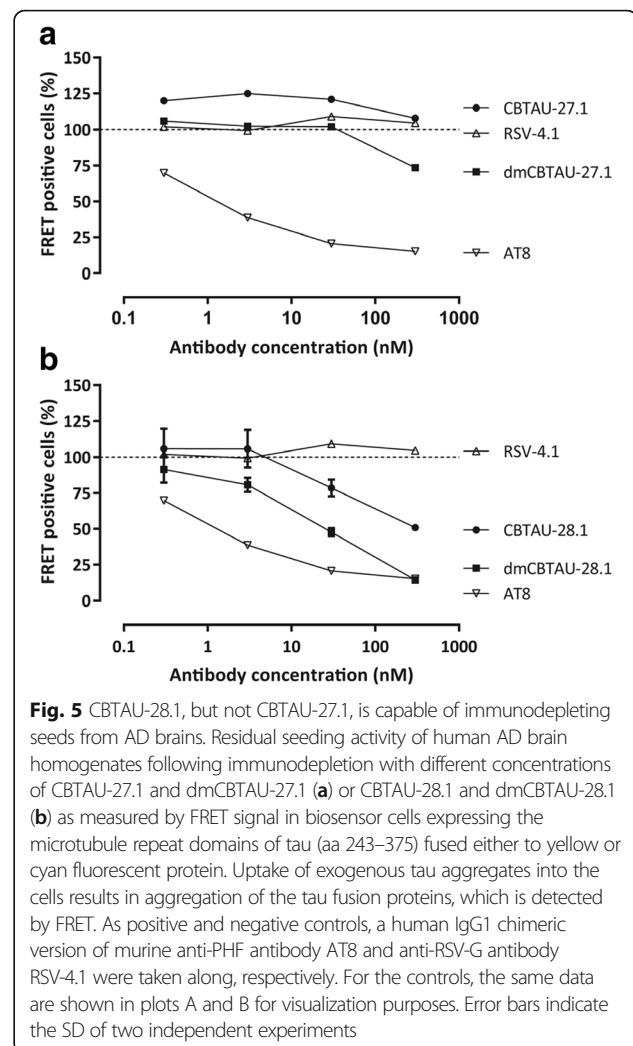 a
150
125
100
75
50
25
0
FRET positive cells (%)
CBTAU-27.1
RSV-4.1
dmCBTAU-27.1
AT8
0.1 1 10 100 1000
Antibody concentration (nM)
b
150
125
100
75
50
25
0
FRET positive cells (%)
RSV-4.1
CBTAU-28.1
dmCBTAU-28.1
AT8
0.1 1 10 100 1000
Antibody concentration (nM)
Fig. 5 CBTAU-28.1, but not CBTAU-27.1, is capable of immunodepleting
seeds from AD brains. Residual seeding activity of human AD brain
homogenates following immunodepletion with different concentrations
of CBTAU-27.1 and dmCBTAU-27.1 (a) or CBTAU-28.1 and dmCBTAU-28.1
(b) as measured by FRET signal in biosensor cells expressing the
microtubule repeat domains of tau (aa 243–375) fused either to yellow or
cyan fluorescent protein. Uptake of exogenous tau aggregates into the
cells results in aggregation of the tau fusion proteins, which is detected
by FRET. As positive and negative controls, a human IgG1 chimeric
version of murine anti-PHF antibody AT8 and anti-RSV-G antibody
RSV-4.1 were taken along, respectively. For the controls, the same data
are shown in plots A and B for visualization purposes. Error bars indicate
the SD of two independent experiments